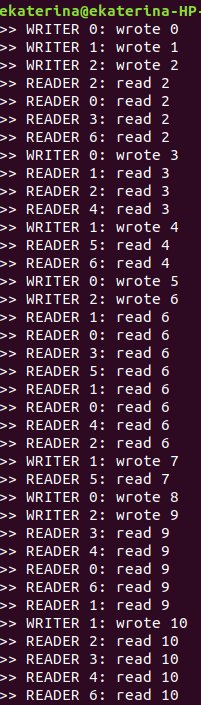 ekaterina@ekaterina-HP-
>> WRITER 0: wrote 0
>> WRITER 1: wrote 1
>> WRITER 2: wrote 2
>> READER 2: read 2
>> READER 0: read 2
>> READER 3: read 2
>> READER 6: read 2
>> WRITER 0: wrote 3
>> READER 1: read 3
>> READER 2: read 3
>> READER 4: read 3
>> WRITER 1: wrote 4
>> READER 5: read 4
>> READER 6: read 4
>> WRITER 0: wrote 5
>> WRITER 2: wrote 6
>> READER 1: read 6
>> READER 0: read 6
>> READER 3: read 6
>> READER 5: read 6
>> READER 1: read 6
>> READER 0: read 6
>> READER 4: read 6
>> READER 2: read 6
>> WRITER 1: wrote 7
>> READER 5: read 7
>> WRITER 0: wrote 8
>> WRITER 2: wrote 9
>> READER 3: read 9
>> READER 4: read 9
>> READER 0: read 9
>> READER 6: read 9
>> READER 1: read 9
>> WRITER 1: wrote 10
>> READER 2: read 10
>> READER 3: read 10
>> READER 4: read 10
>> READER 6: read 10